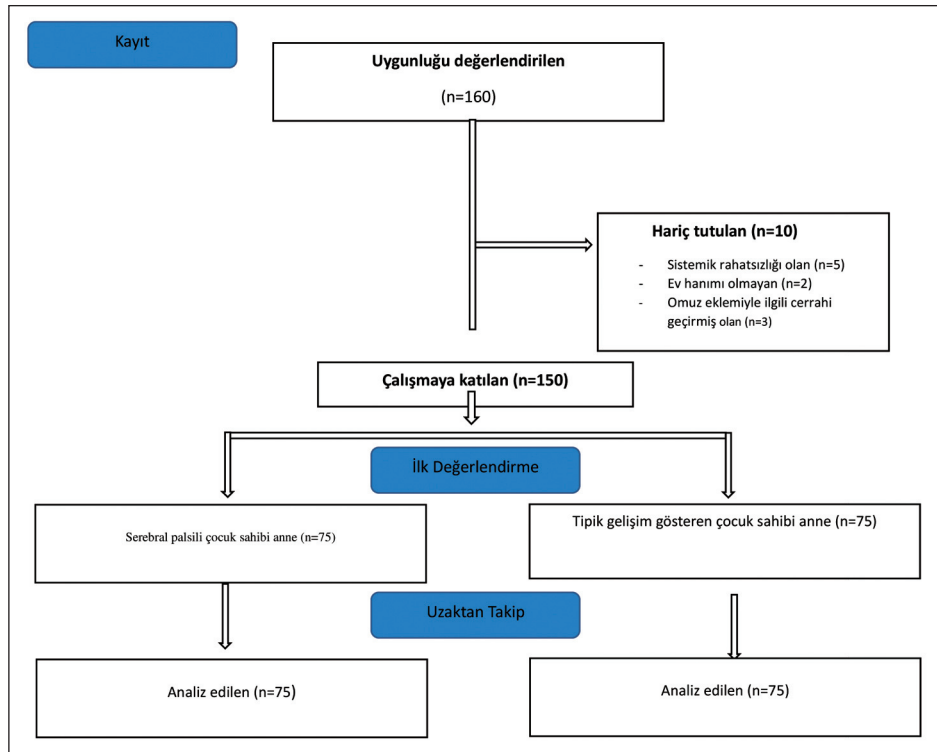 Kayıt
Uygunluğu değerlendirilen
(n=160)
Hariç tutulan (n=10)
- Sistemik rahatsızlığı olan (n=5)
- Ev hanımı olmayan (n=2)
- Omuz eklemiyle ilgili cerrahi
geçirmiş olan (n=3)
Çalışmaya katılan (n=150)
İlk Değerlendirme
Serebral palsili çocuk sahibi anne (n=75)
Tipik gelişim gösteren çocuk sahibi anne (n=75)
Uzaktan Takip
Analiz edilen (n=75)
Analiz edilen (n=75)